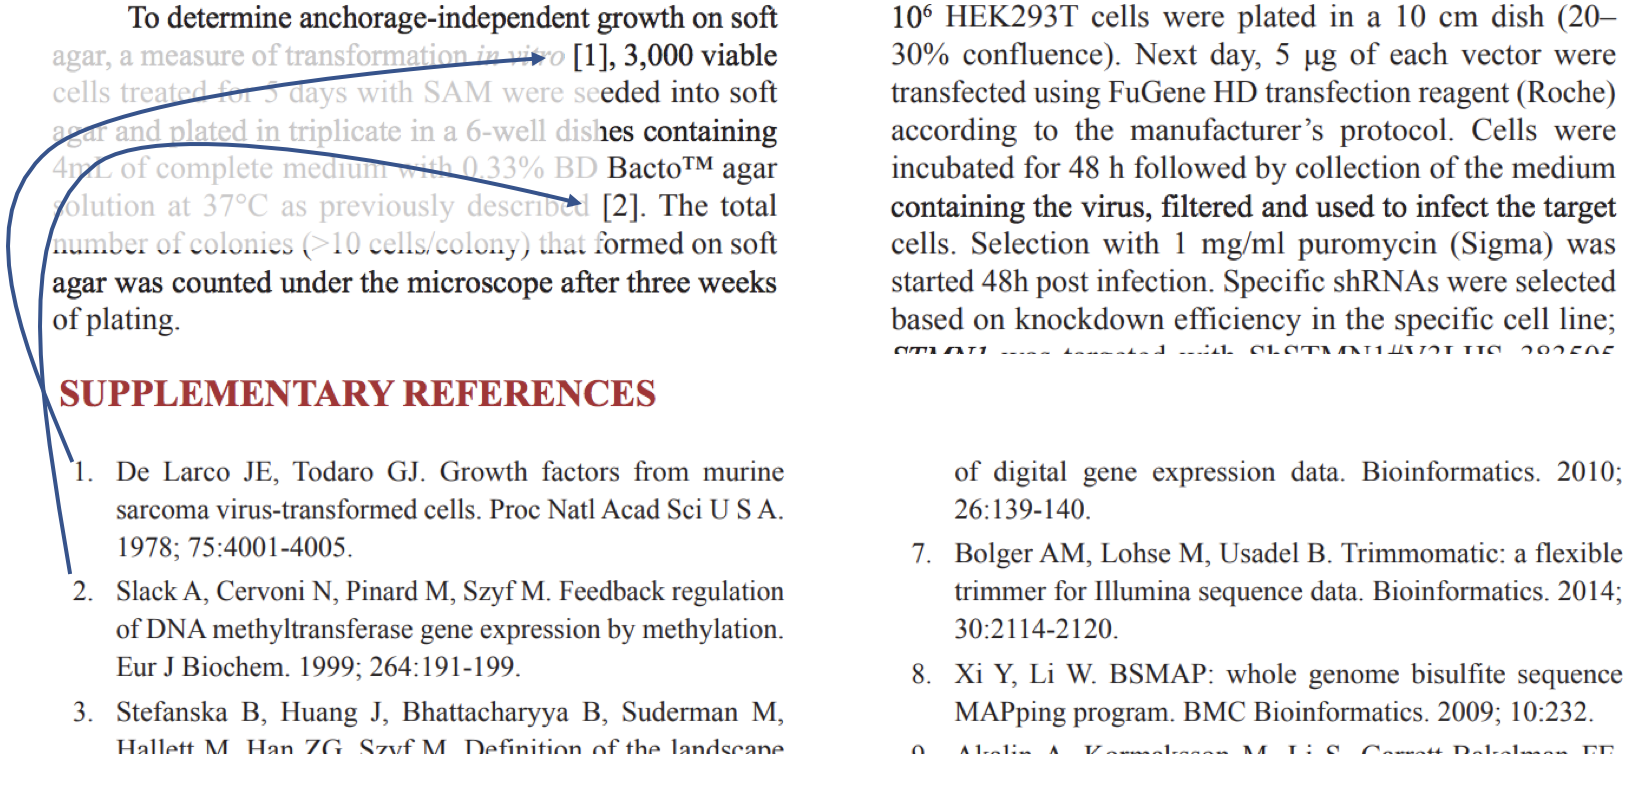 To determine anchorage-independent growth on soft
agar, a measure of transformation in vitro [1], 3,000 viable
cells treated for 5 days with SAM were seeded into soft
agar and plated in triplicate in a 6-well dishes containing
4mL of complete medium with 0.33% BD Bacto™ agar
solution at 37°C as previously described [2]. The total
number of colonies (>10 cells/colony) that formed on soft
agar was counted under the microscope after three weeks
of plating.
10⁶ HEK293T cells were plated in a 10 cm dish (20–
30% confluence). Next day, 5 μg of each vector were
transfected using FuGene HD transfection reagent (Roche)
according to the manufacturer’s protocol. Cells were
incubated for 48 h followed by collection of the medium
containing the virus, filtered and used to infect the target
cells. Selection with 1 mg/ml puromycin (Sigma) was
started 48h post infection. Specific shRNAs were selected
based on knockdown efficiency in the specific cell line;
STMN1 was targeted with ShSTMN1#V2LHS
SUPPLEMENTARY REFERENCES
1. De Larco JE, Todaro GJ. Growth factors from murine
sarcoma virus-transformed cells. Proc Natl Acad Sci U S A.
1978; 75:4001-4005.
2. Slack A, Cervoni N, Pinard M, Szyf M. Feedback regulation
of DNA methyltransferase gene expression by methylation.
Eur J Biochem. 1999; 264:191-199.
3. Stefanska B, Huang J, Bhattacharyya B, Suderman M,
Hallett M, Han ZG, Szyf M. Definition of the landscape
of digital gene expression data. Bioinformatics. 2010;
26:139-140.
7. Bolger AM, Lohse M, Usadel B. Trimmomatic: a flexible
trimmer for Illumina sequence data. Bioinformatics. 2014;
30:2114-2120.
8. Xi Y, Li W. BSMAP: whole genome bisulfite sequence
MAPping program. BMC Bioinformatics. 2009; 10:232.
9. Akalin A, Kormaksson M, Li S, Garrett-Bakelman FE,